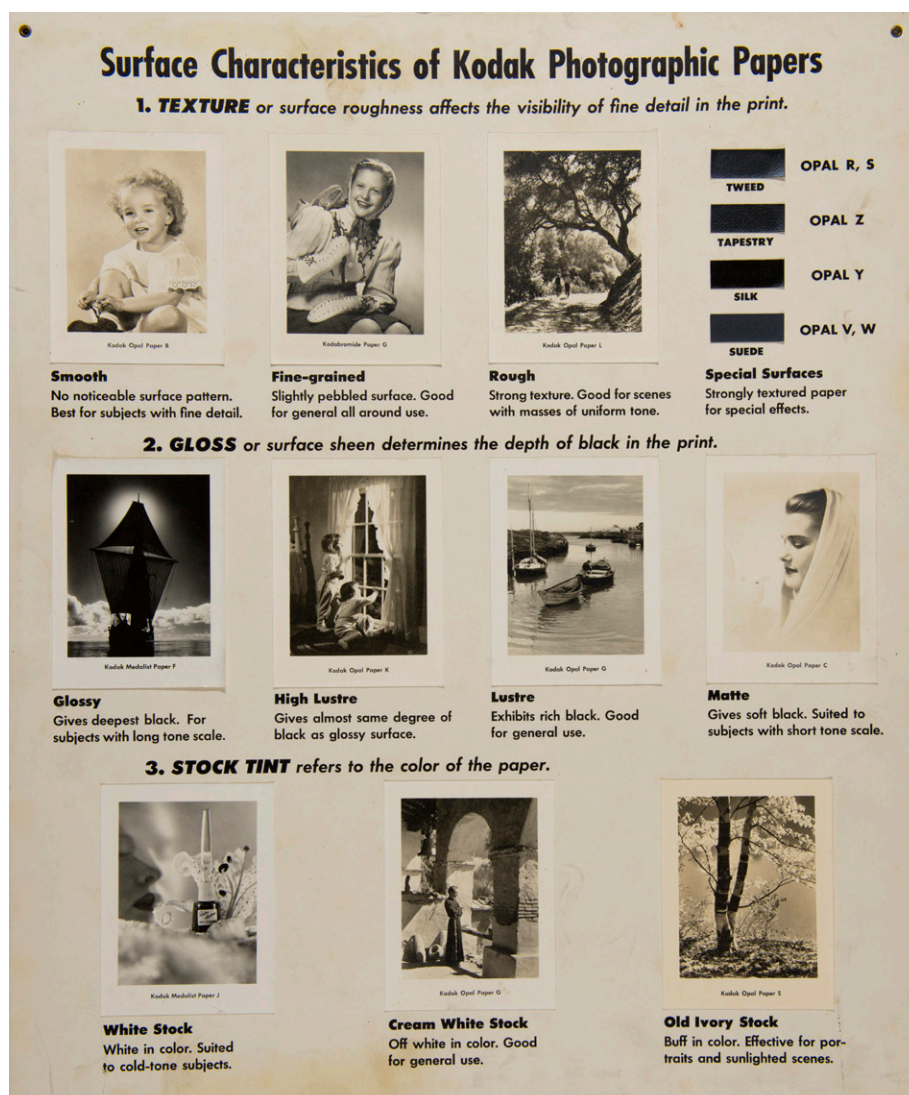 Surface Characteristics of Kodak Photographic Papers
1. TEXTURE or surface roughness affects the visibility of fine detail in the print.
Kodak Opal Paper B
Smooth
No noticeable surface pattern.
Best for subjects with fine detail.
Kodabromide Paper G
Fine-grained
Slightly pebbled surface. Good
for general all around use.
Kodak Opal Paper L
Rough
Strong texture. Good for scenes
with masses of uniform tone.
OPAL R, S
TWEED
OPAL Z
TAPESTRY
OPAL Y
SILK
OPAL V, W
SUEDE
Special Surfaces
Strongly textured paper
for special effects.
2. GLOSS or surface sheen determines the depth of black in the print.
Kodak Medalist Paper F
Glossy
Gives deepest black. For
subjects with long tone scale.
Kodak Opal Paper K
High Lustre
Gives almost same degree of
black as glossy surface.
Kodak Opal Paper G
Lustre
Exhibits rich black. Good
for general use.
Kodak Opal Paper C
Matte
Gives soft black. Suited to
subjects with short tone scale.
3. STOCK TINT refers to the color of the paper.
Kodak Medalist Paper J
White Stock
White in color. Suited
to cold-tone subjects.
Kodak Opal Paper G
Cream White Stock
Off white in color. Good
for general use.
Kodak Opal Paper S
Old Ivory Stock
Buff in color. Effective for por-
traits and sunlighted scenes.